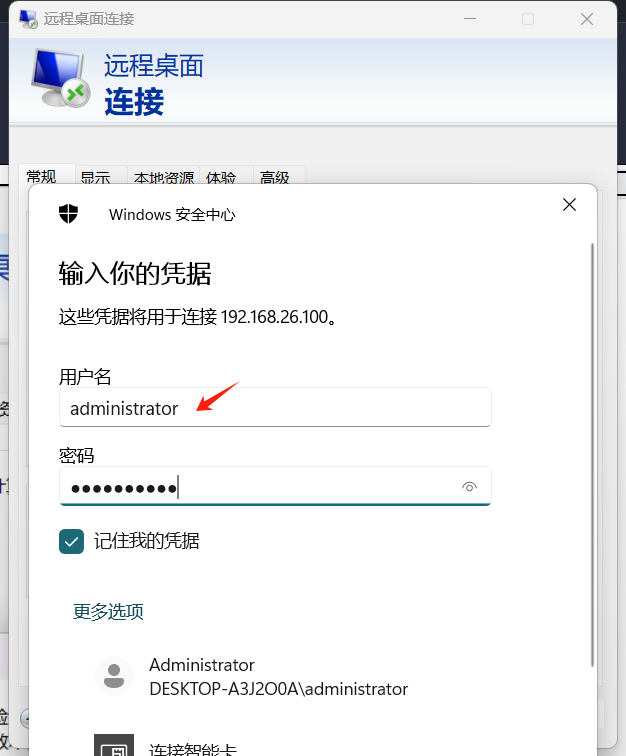 远程桌面连接
远程桌面
连接
常规 显示 本地资源 体验 高级
Windows 安全中心
输入你的凭据
这些凭据将用于连接 192.168.26.100。
用户名
administrator
密码
记住我的凭据
更多选项
Administrator
DESKTOP-A3J2O0A\administrator
连接智能卡